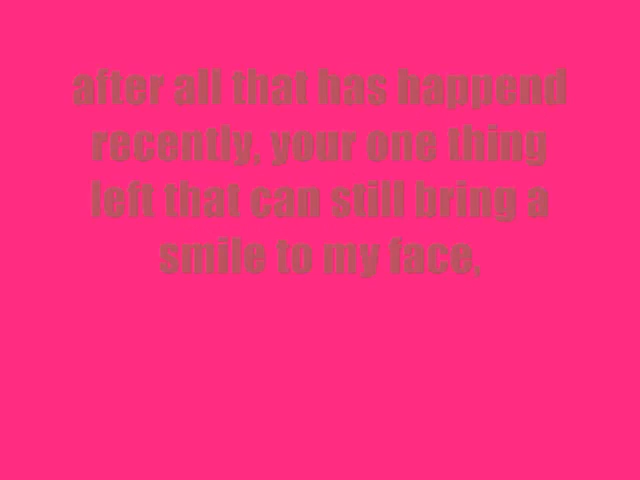 after all that has happend
recently, your one thing
left that can still bring a
smile to my face,